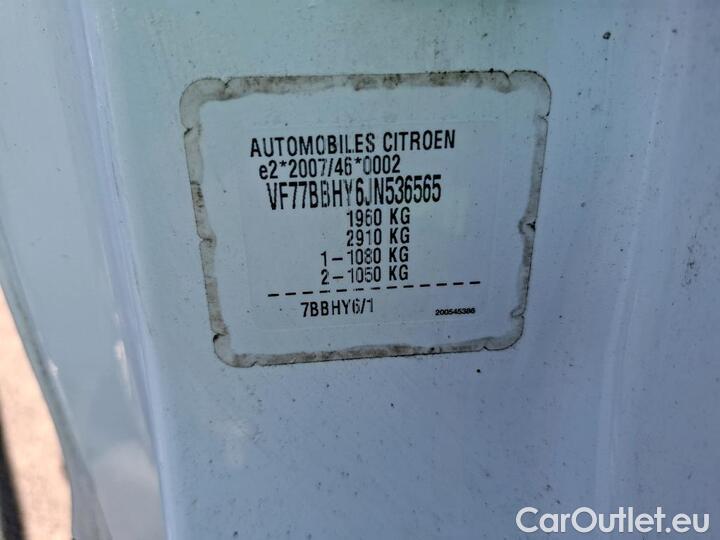 AUTOMOBILES CITROEN
e2*2007/46*0002
VF77BBHY6JN536565
1960 KG
2910 KG
1-1080 KG
2-1050 KG
7BBHY6/1
200545386
CarOutlet.eu